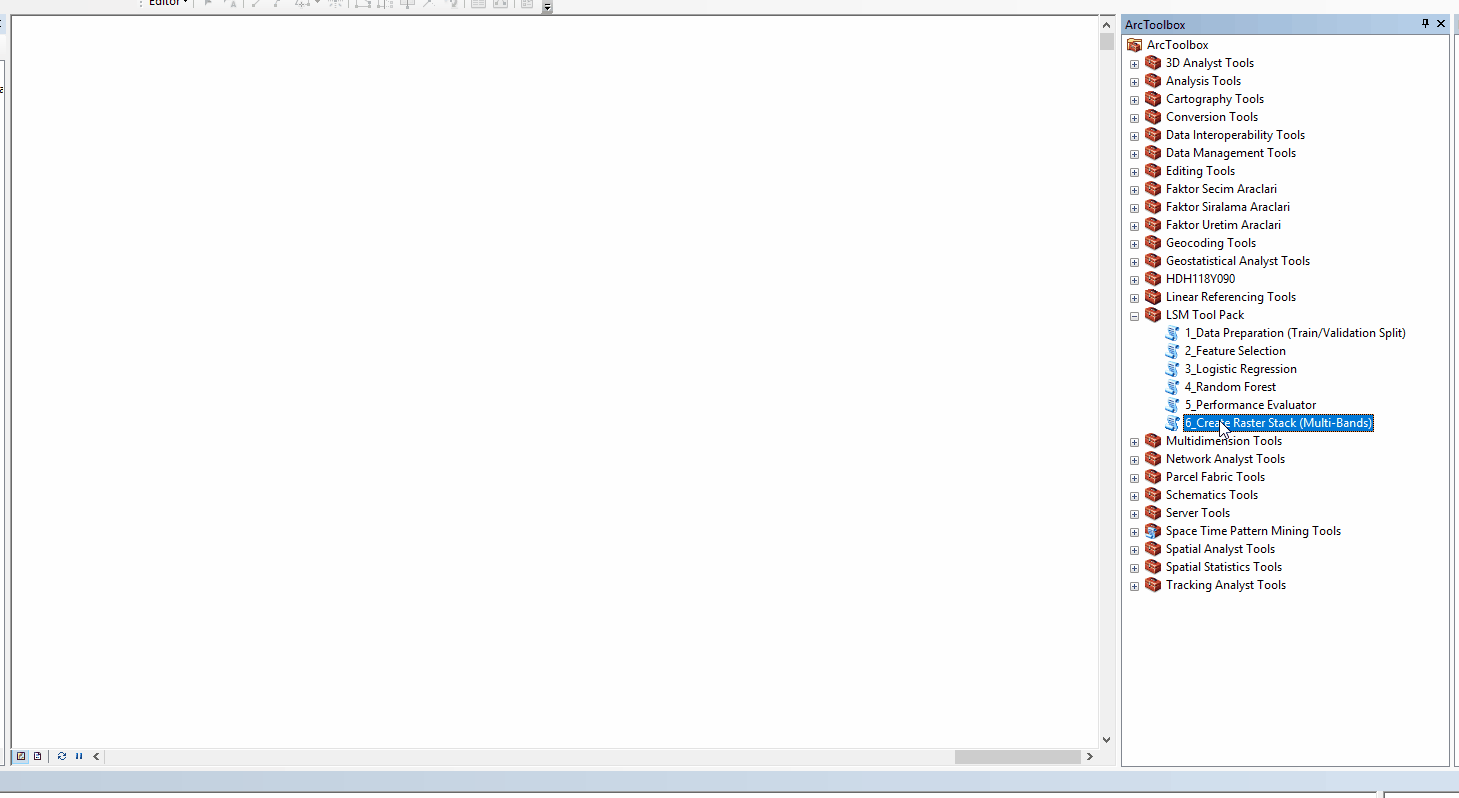 Editor
ArcToolbox
ArcToolbox
3D Analyst Tools
Analysis Tools
Cartography Tools
Conversion Tools
Data Interoperability Tools
Data Management Tools
Editing Tools
Faktor Secim Araclari
Faktor Siralama Araclari
Faktor Uretim Araclari
Geocoding Tools
Geostatistical Analyst Tools
HDH118Y090
Linear Referencing Tools
LSM Tool Pack
1_Data Preparation (Train/Validation Split)
2_Feature Selection
3_Logistic Regression
4_Random Forest
5_Performance Evaluator
6_Create Raster Stack (Multi-Bands)
Multidimension Tools
Network Analyst Tools
Parcel Fabric Tools
Schematics Tools
Server Tools
Space Time Pattern Mining Tools
Spatial Analyst Tools
Spatial Statistics Tools
Tracking Analyst Tools